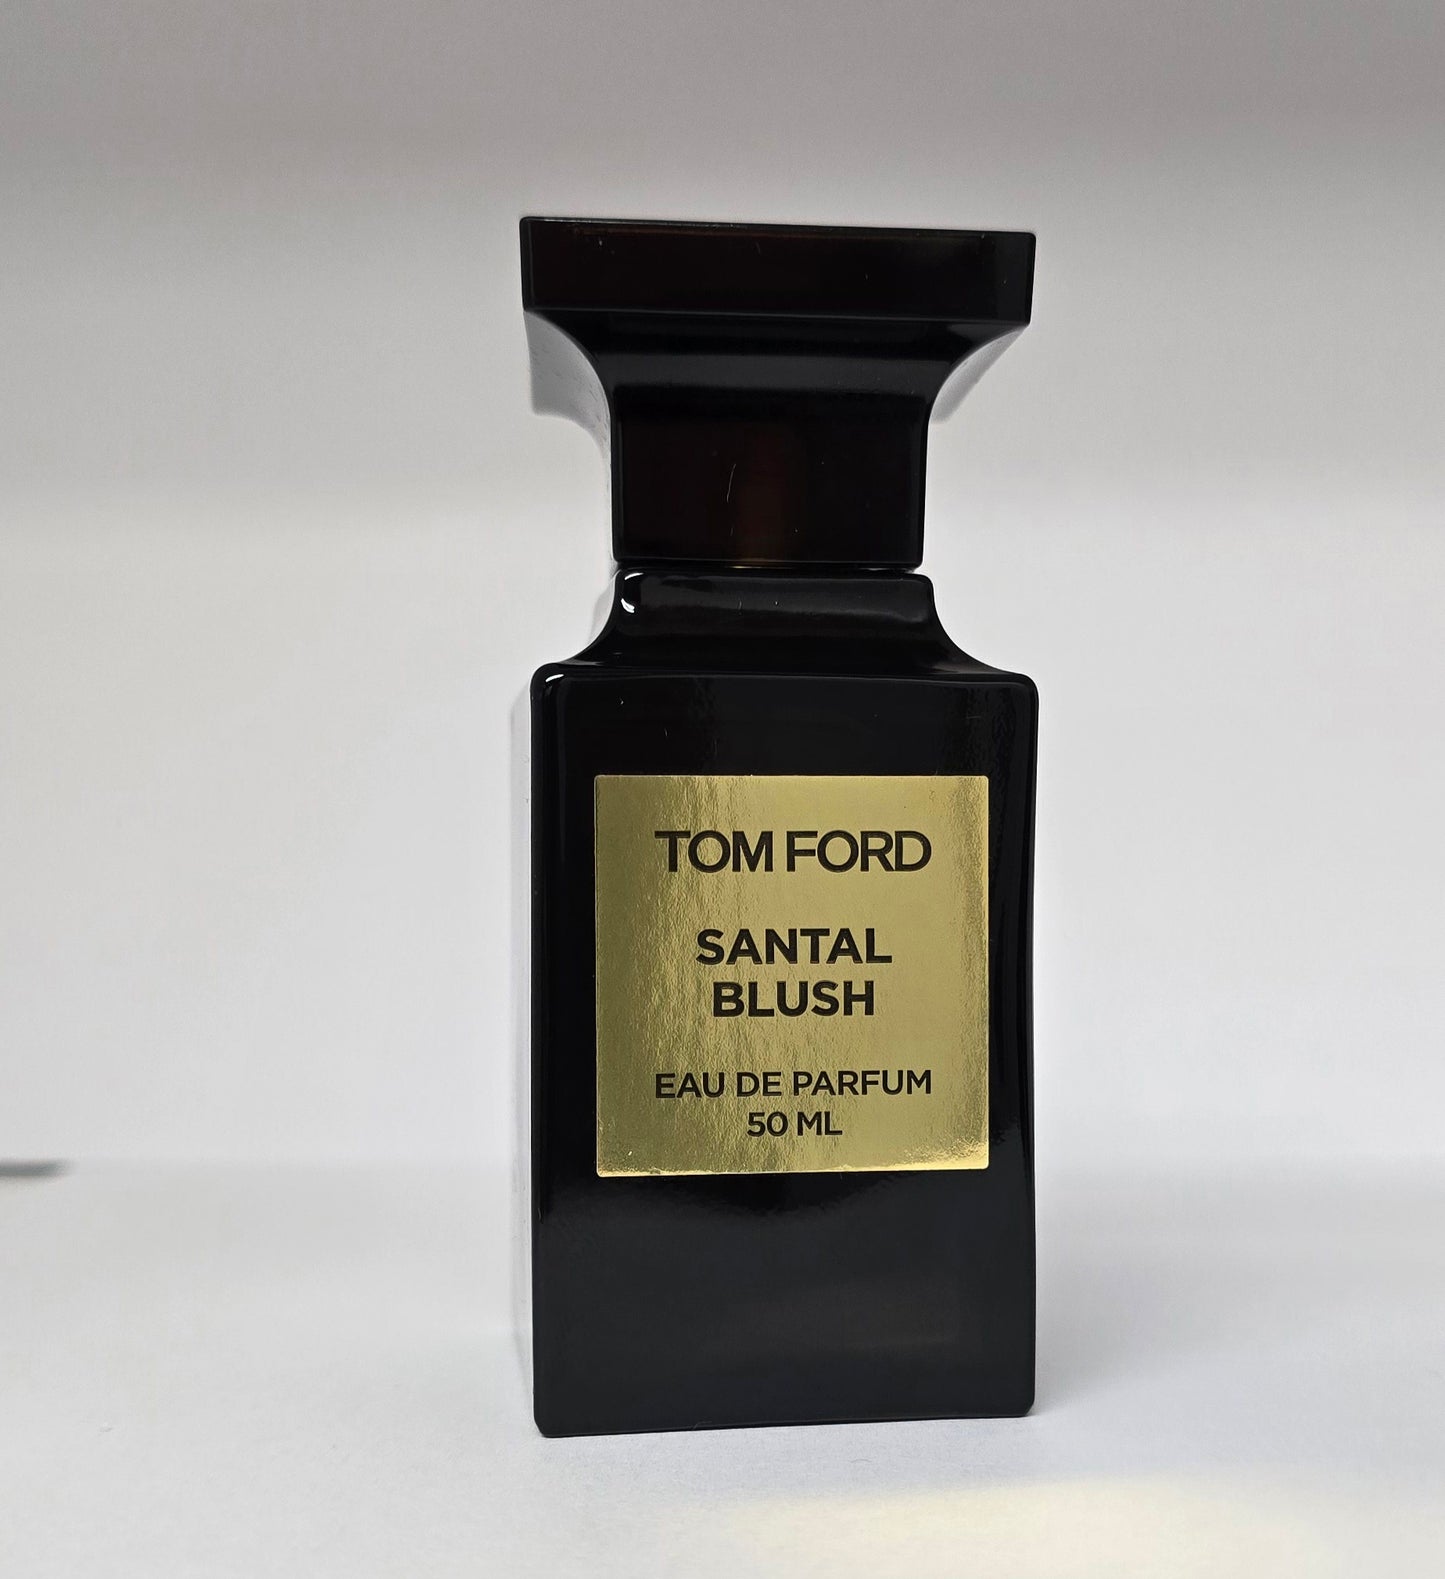 TOM FORD
SANTAL
BLUSH
EAU DE PARFUM
50 ML